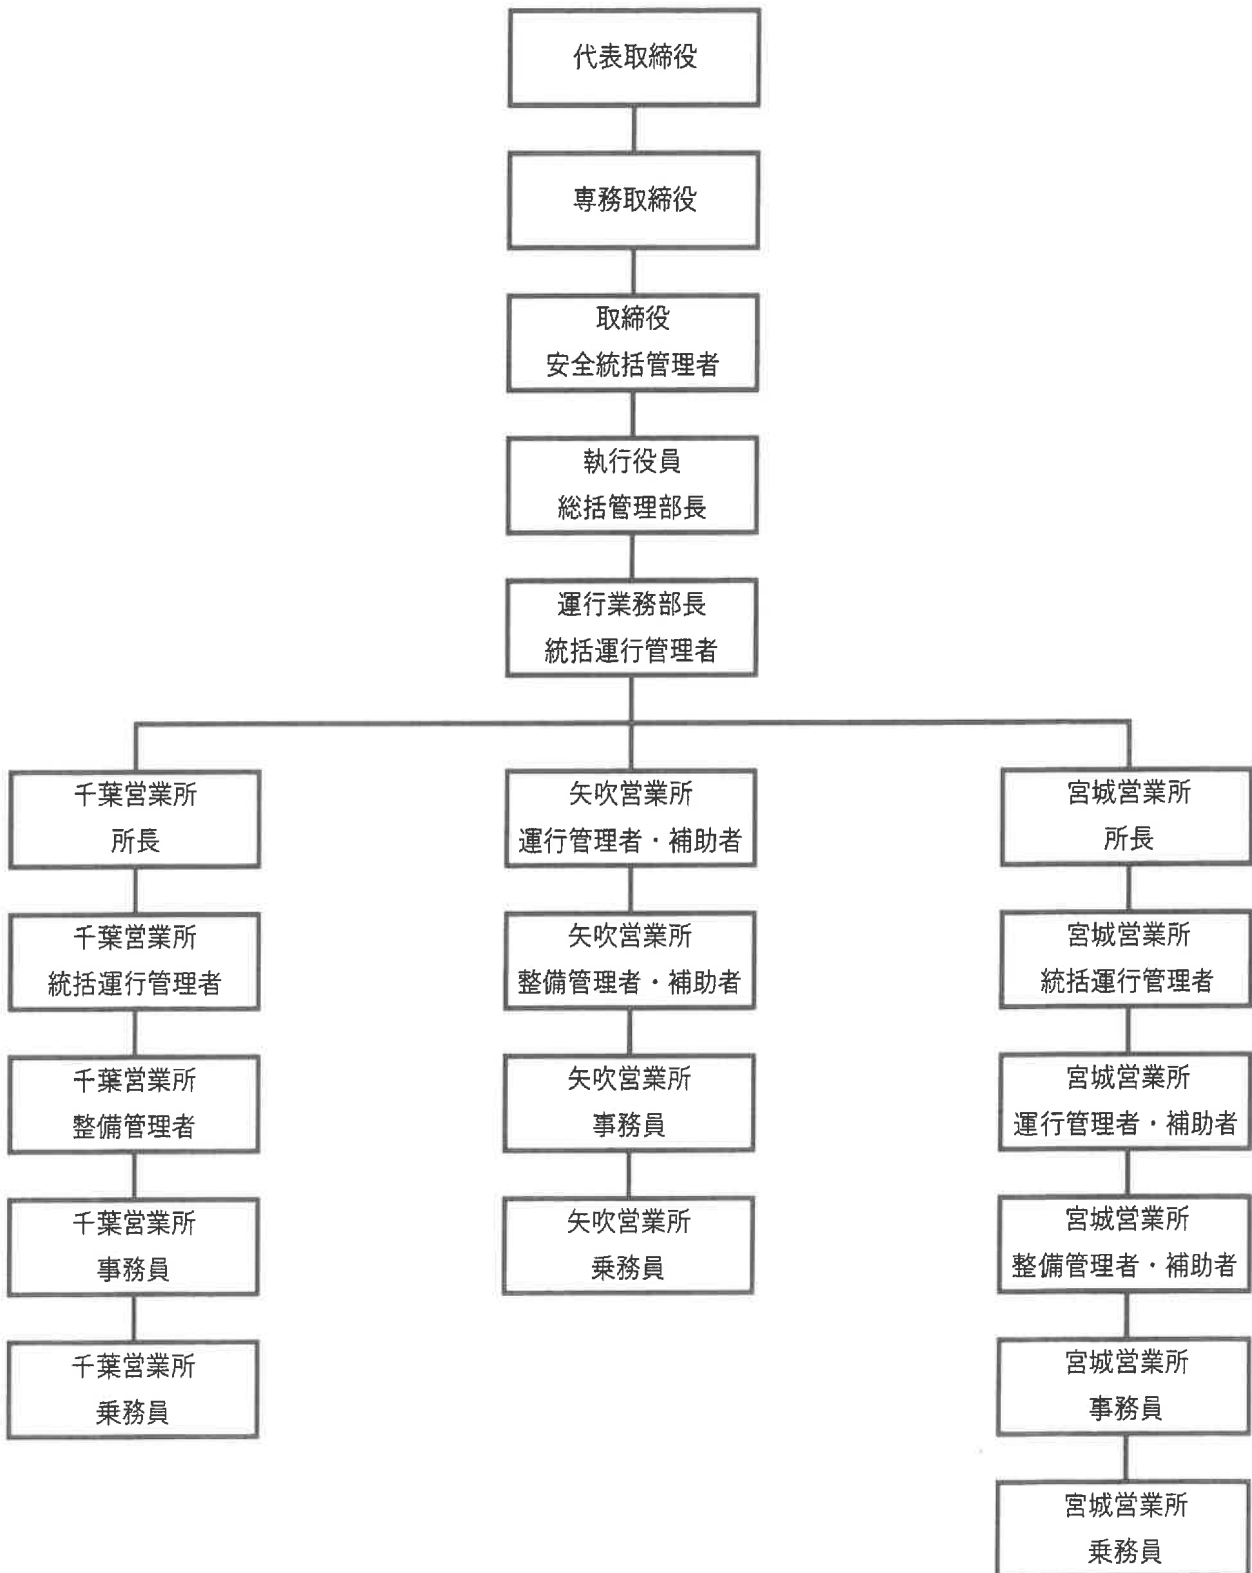 代表取締役
専務取締役
取締役
安全統括管理者
執行役員
総括管理部長
運行業務部長
統括運行管理者
千葉営業所
所長
千葉営業所
統括運行管理者
千葉営業所
整備管理者
千葉営業所
事務員
千葉営業所
乗務員
矢吹営業所
運行管理者・補助者
矢吹営業所
整備管理者・補助者
矢吹営業所
事務員
矢吹営業所
乗務員
宮城営業所
所長
宮城営業所
統括運行管理者
宮城営業所
運行管理者・補助者
宮城営業所
整備管理者・補助者
宮城営業所
事務員
宮城営業所
乗務員